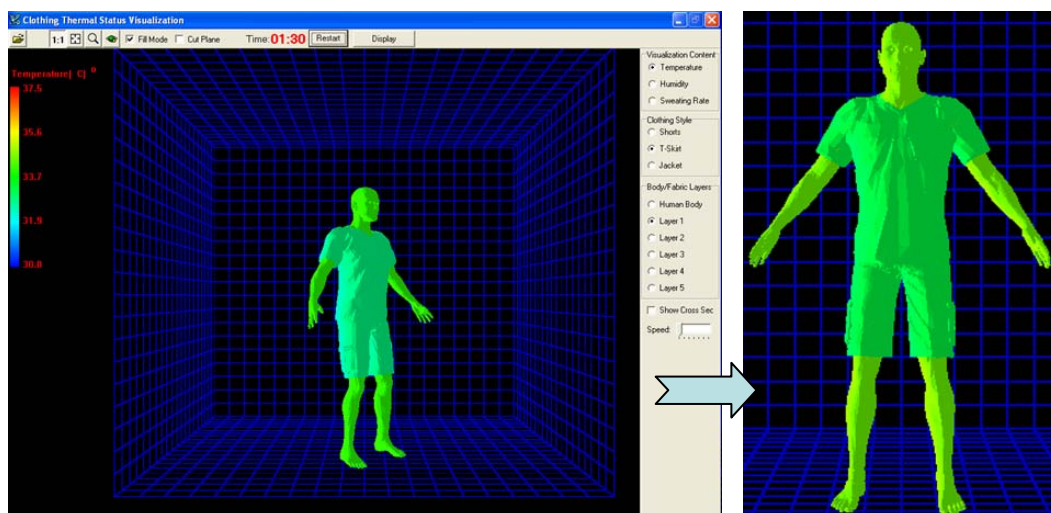 Clothing Thermal Status Visualization
1:1 Fill Mode Cut Plane Time: 01:30 Restart Display
Temperature[ C] o
37.5
35.6
33.7
31.9
30.0
Visualization Content
Temperature
Humidity
Sweating Rate
Clothing Style
Shorts
T-Skirt
Jacket
Body/Fabric Layers
Human Body
Layer 1
Layer 2
Layer 3
Layer 4
Layer 5
Show Cross Sec
Speed: